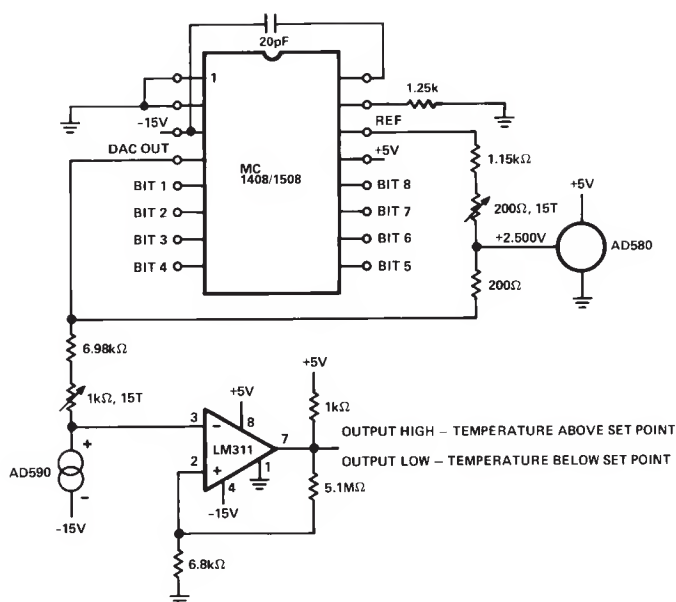 20pF
1
1.25k
-15V
REF
DAC OUT
+5V
MC
1408/1508
1.15kΩ
BIT 1
BIT 8
BIT 2
BIT 7
200Ω, 15T
+5V
BIT 3
BIT 6
+2.500V
AD580
BIT 4
BIT 5
200Ω
6.98kΩ
+5V
1kΩ, 15T
+5V
1kΩ
3
-
8
OUTPUT HIGH – TEMPERATURE ABOVE SET POINT
+
LM311
7
OUTPUT LOW – TEMPERATURE BELOW SET POINT
AD590
2
+
1
4
-
-15V
5.1MΩ
-15V
6.8kΩ